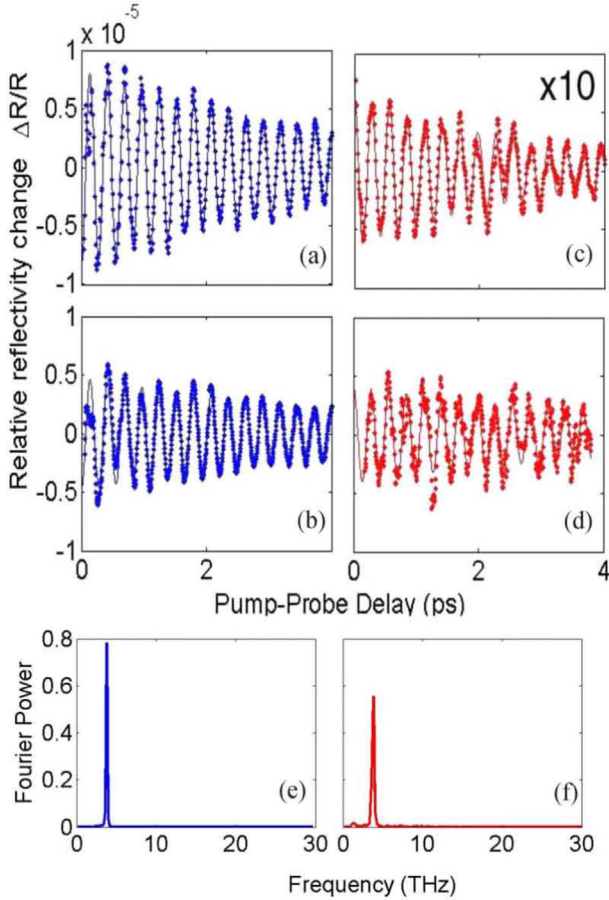 x 10
-5
1
0.5
0
-0.5
-1
(a)
x10
(c)
1
0.5
0
-0.5
-1
(b)
(d)
0
2
0
2
4
Relative reflectivity change △R/R
Pump-Probe Delay (ps)
0.8
0.6
0.4
0.2
0
(e)
(f)
0
10
20
30
0
10
20
30
Fourier Power
Frequency (THz)